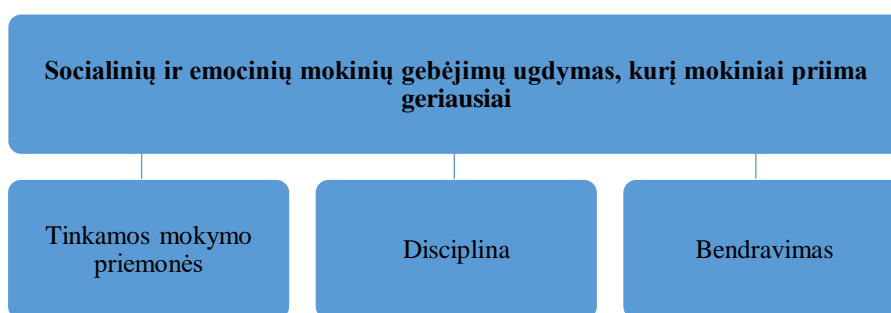 Socialinių ir emocinių mokinių gebėjimų ugdymas, kurį mokiniai priima
geriausiai
Tinkamos mokymo
priemonės
Disciplina
Bendravimas